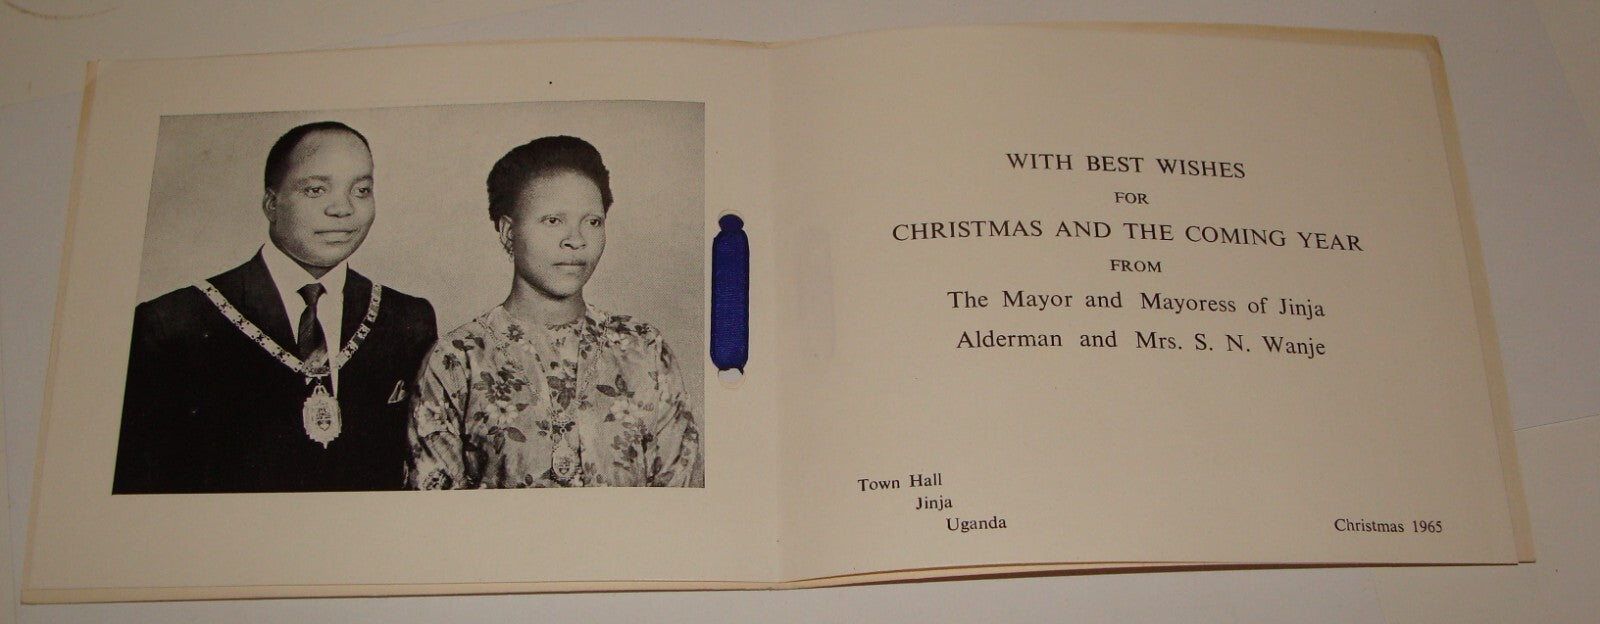 WITH BEST WISHES
FOR
CHRISTMAS AND THE COMING YEAR
FROM
The Mayor and Mayoress of Jinja
Alderman and Mrs. S. N. Wanje
Town Hall
Jinja
Uganda
Christmas 1965